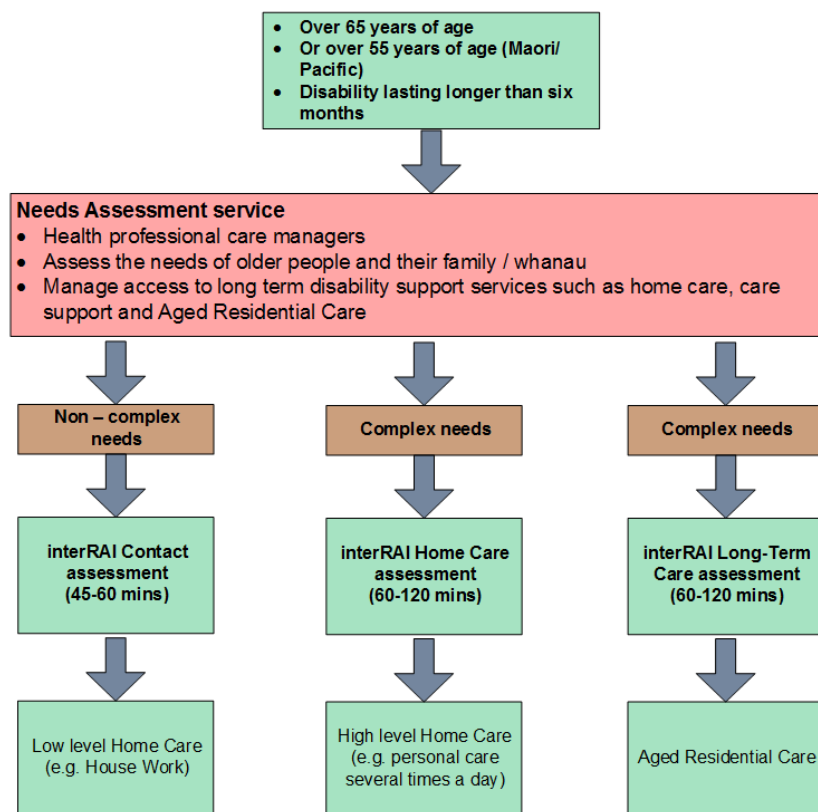 • Over 65 years of age
• Or over 55 years of age (Maori/
Pacific)
• Disability lasting longer than six
months
Needs Assessment service
• Health professional care managers
• Assess the needs of older people and their family / whanau
• Manage access to long term disability support services such as home care, care
support and Aged Residential Care
Non – complex
needs
Complex needs
Complex needs
interRAI Contact
assessment
(45-60 mins)
interRAI Home Care
assessment
(60-120 mins)
interRAI Long-Term
Care assessment
(60-120 mins)
Low level Home Care
(e.g. House Work)
High level Home Care
(e.g. personal care
several times a day)
Aged Residential Care